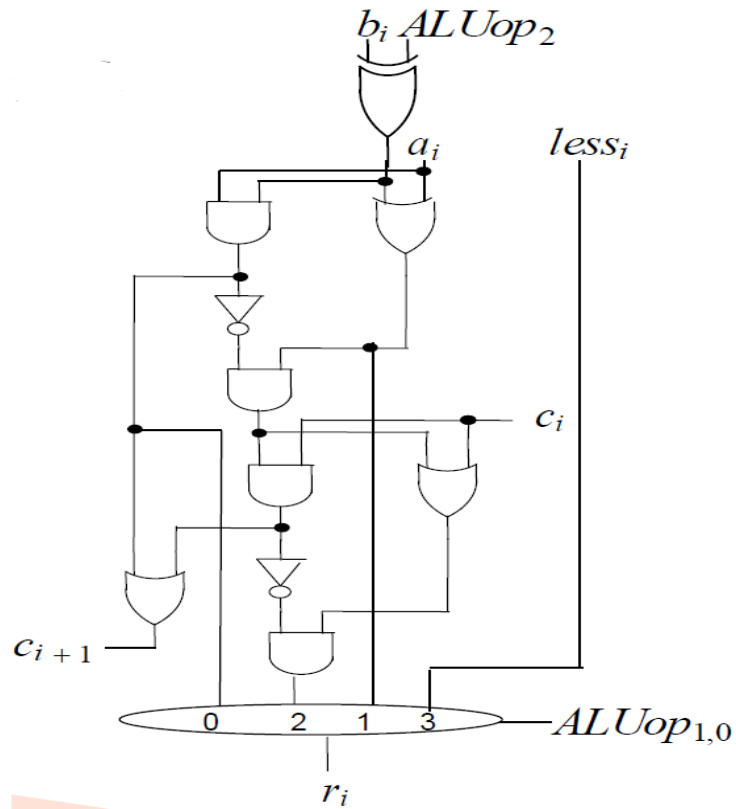 b_i ALUop_2
a_i less_i
c_i
c_{i+1}
0 2 1 3 ALUop_{1,0}
r_i